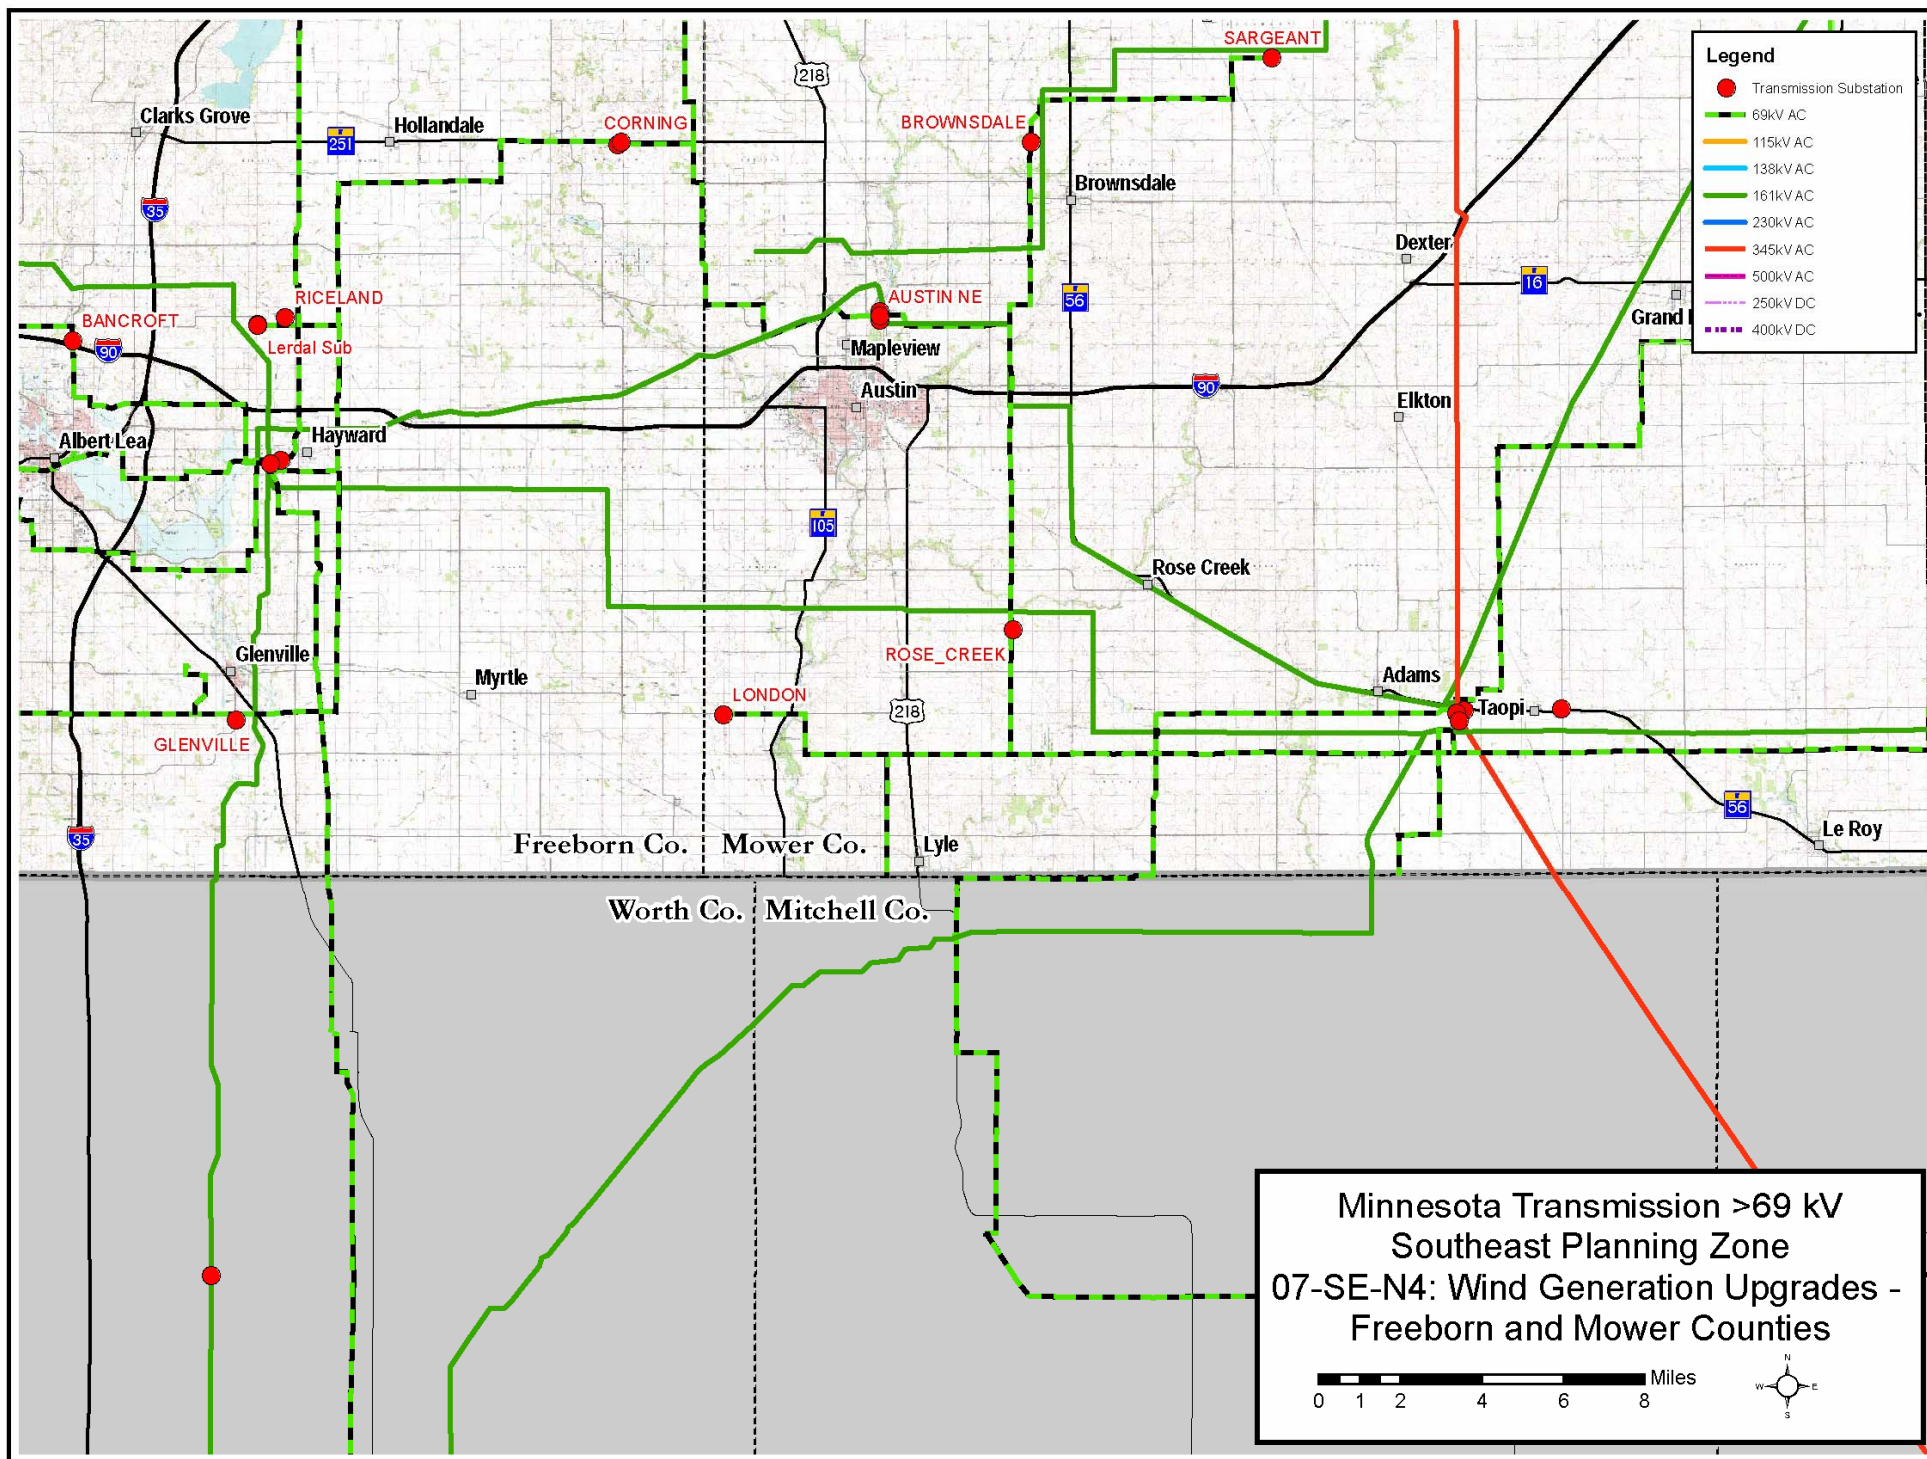 SARGEANT
Legend
Transmission Substation
69kV AC
115kV AC
138kV AC
161kV AC
230kV AC
345kV AC
500kV AC
250kV DC
400kV DC
218
Clarks Grove
251
Hollandale
CORNING
BROWNSDALE
Brownsdale
35
Dexter
16
Grand
RICELAND
BANCROFT
90
Lerdal Sub
AUSTIN NE
56
Mapleview
Austin
90
Elkton
Albert Lea
Hayward
105
Rose Creek
Glenville
Myrtle
ROSE_CREEK
Adams
LONDON
218
Taopi
GLENVILLE
35
56
Freeborn Co.
Mower Co.
Lyle
Le Roy
Worth Co.
Mitchell Co.
Minnesota Transmission >69 kV
Southeast Planning Zone
07-SE-N4: Wind Generation Upgrades -
Freeborn and Mower Counties
Miles
0 1 2 4 6 8
N
W E
S